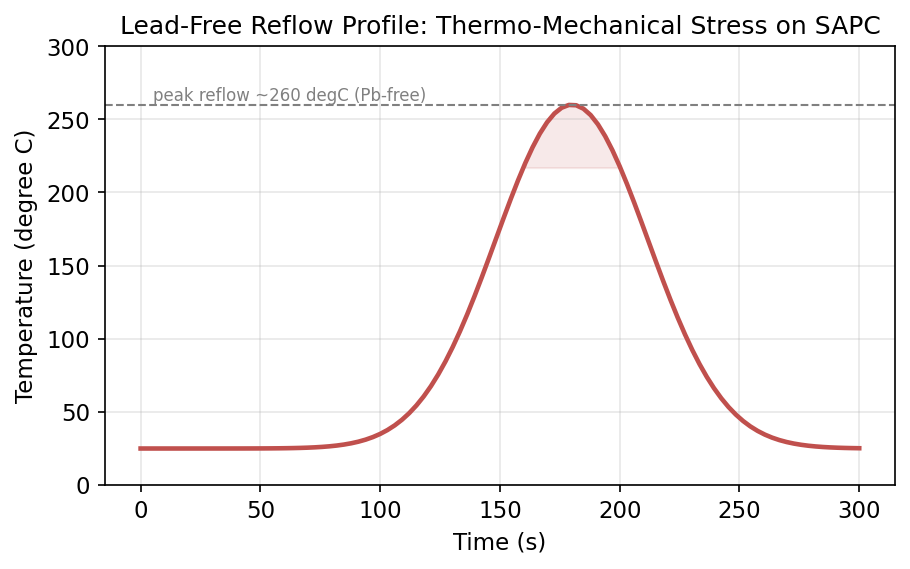 Lead-Free Reflow Profile: Thermo-Mechanical Stress on SAPC
300
250
200
150
100
50
0
Temperature (degree C)
peak reflow ~260 degC (Pb-free)
0 50 100 150 200 250 300
Time (s)